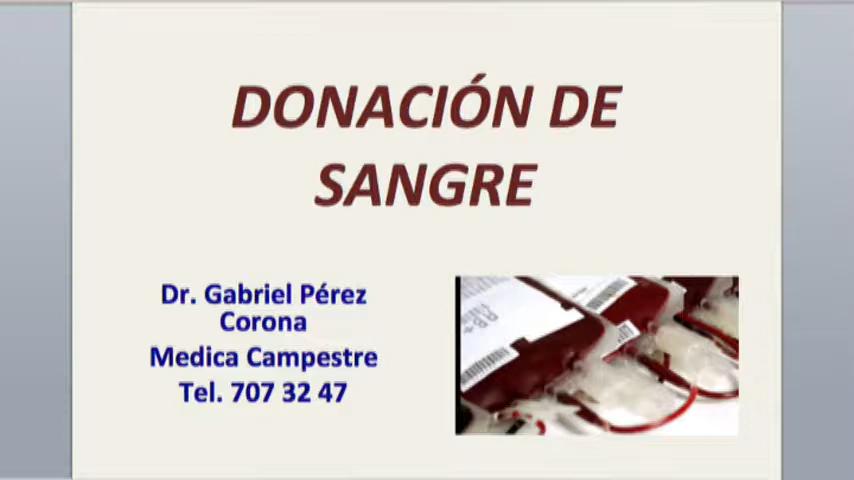 DONACIÓN DE
SANGRE
Dr. Gabriel Pérez
Corona
Medica Campestre
Tel. 707 32 47